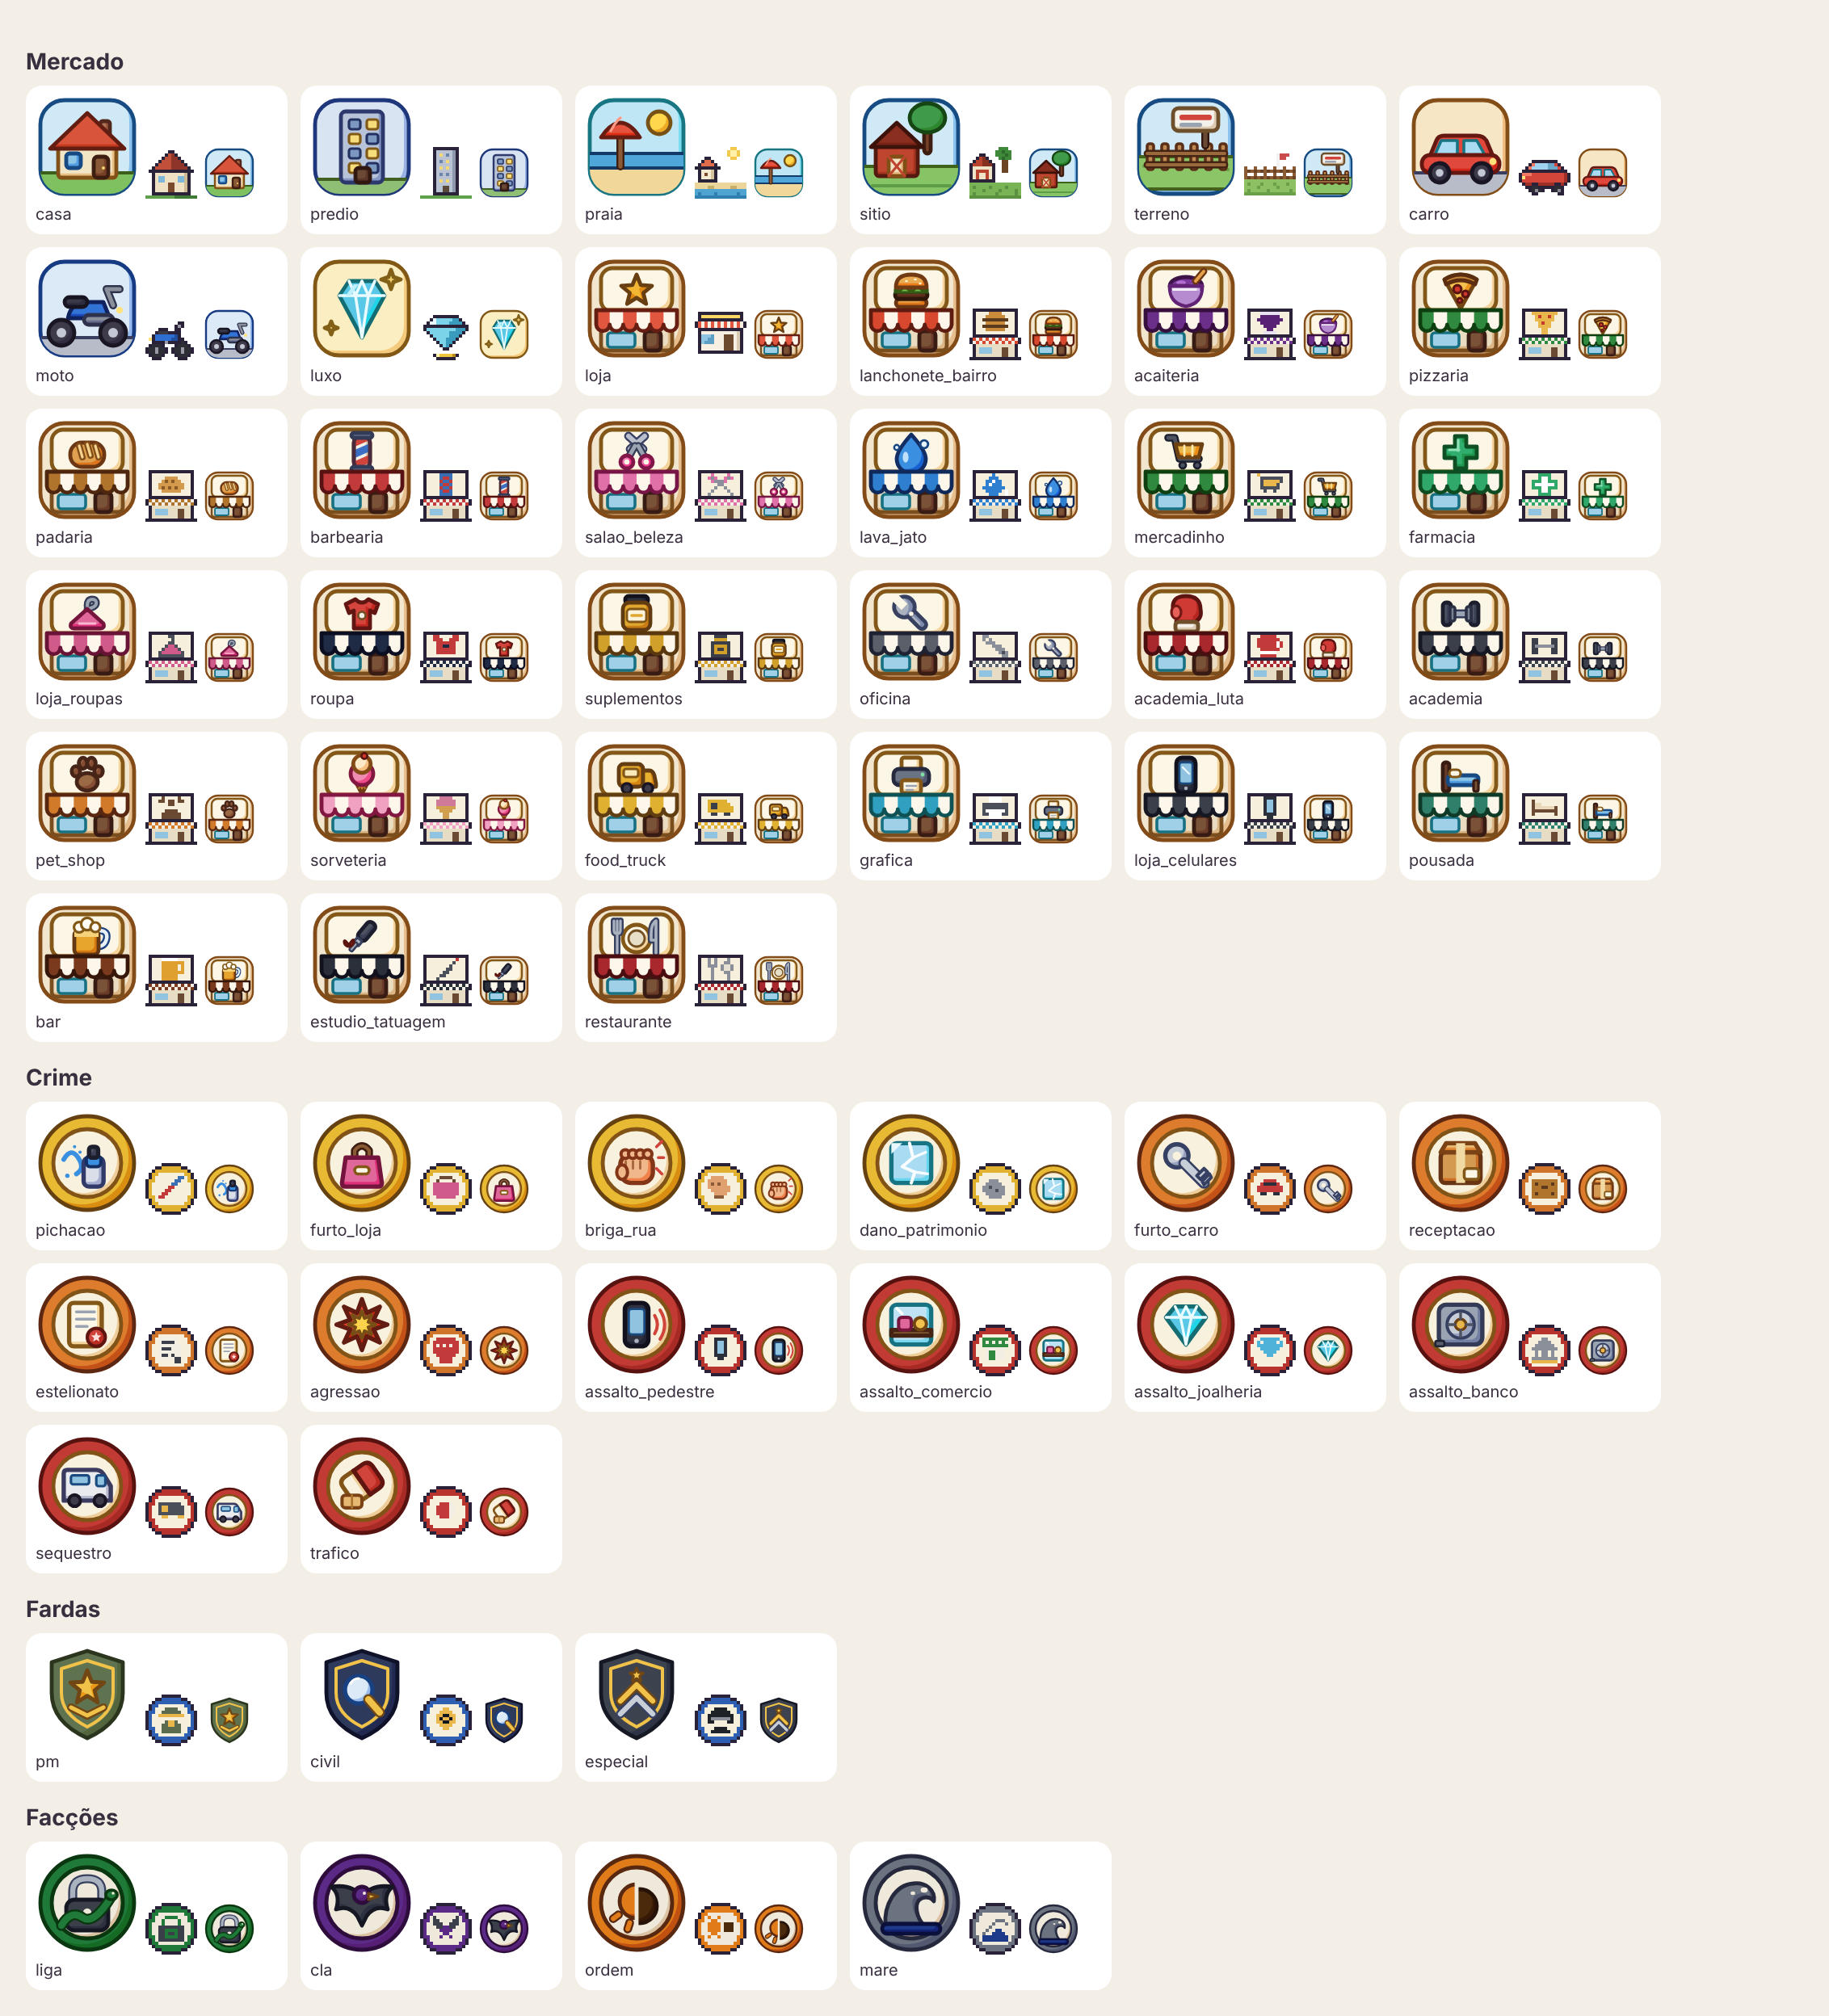 Mercado
casa
predio
praia
sitio
terreno
carro
moto
luxo
loja
lanchonete_bairro
acaiteria
pizzaria
padaria
barbearia
salao_beleza
lava_jato
mercadinho
farmacia
loja_roupas
roupa
suplementos
oficina
academia_luta
academia
pet_shop
sorveteria
food_truck
grafica
loja_celulares
pousada
bar
estudio_tatuagem
restaurante
Crime
pichacao
furto_loja
briga_rua
dano_patrimonio
furto_carro
receptacao
estelionato
agressao
assalto_pedestre
assalto_comercio
assalto_joalheria
assalto_banco
sequestro
trafico
Fardas
pm
civil
especial
Facções
liga
cla
ordem
mare